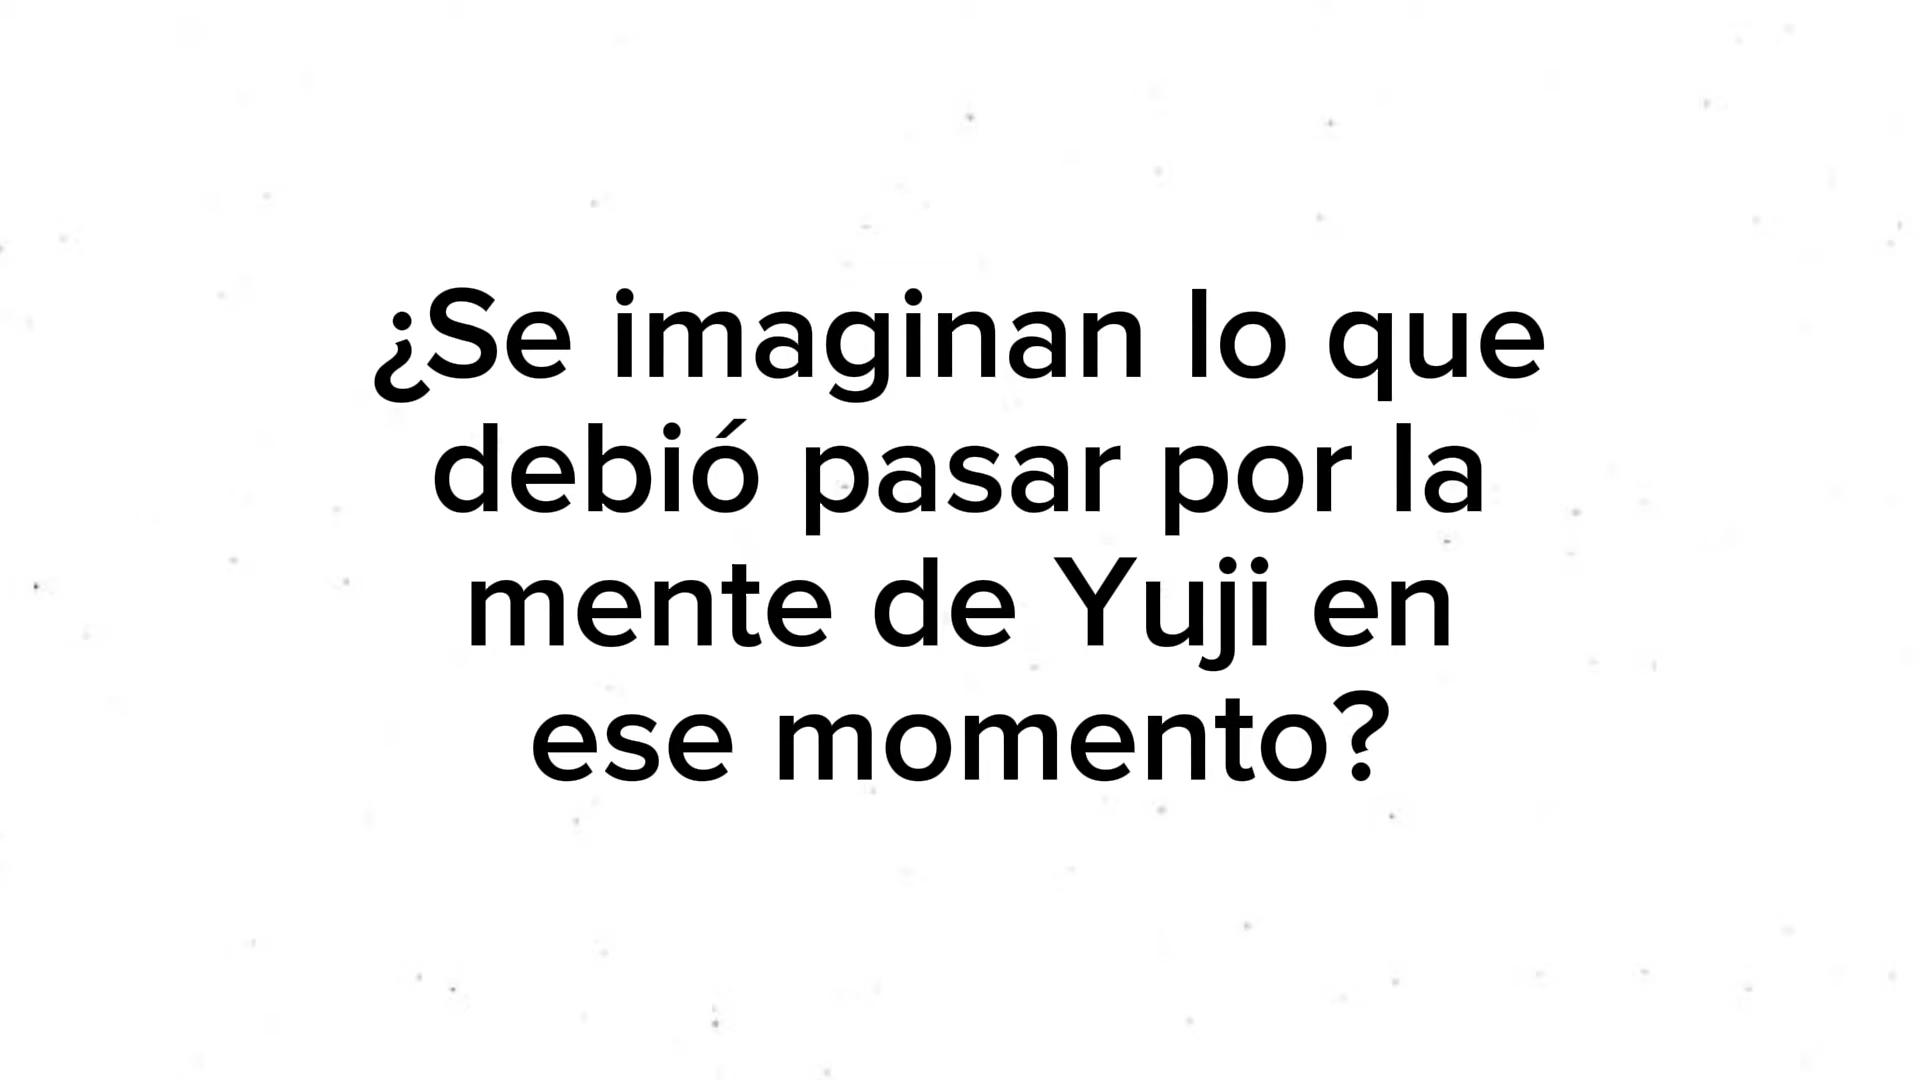 ¿Se imaginan lo que
debió pasar por la
mente de Yuji en
ese momento?